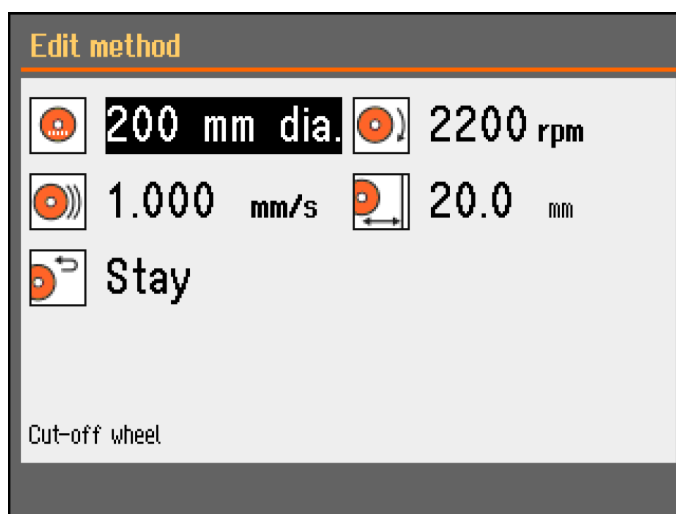 Edit method
200 mm dia. 2200 rpm
1.000 mm/s 20.0 mm
Stay
Cut-off wheel